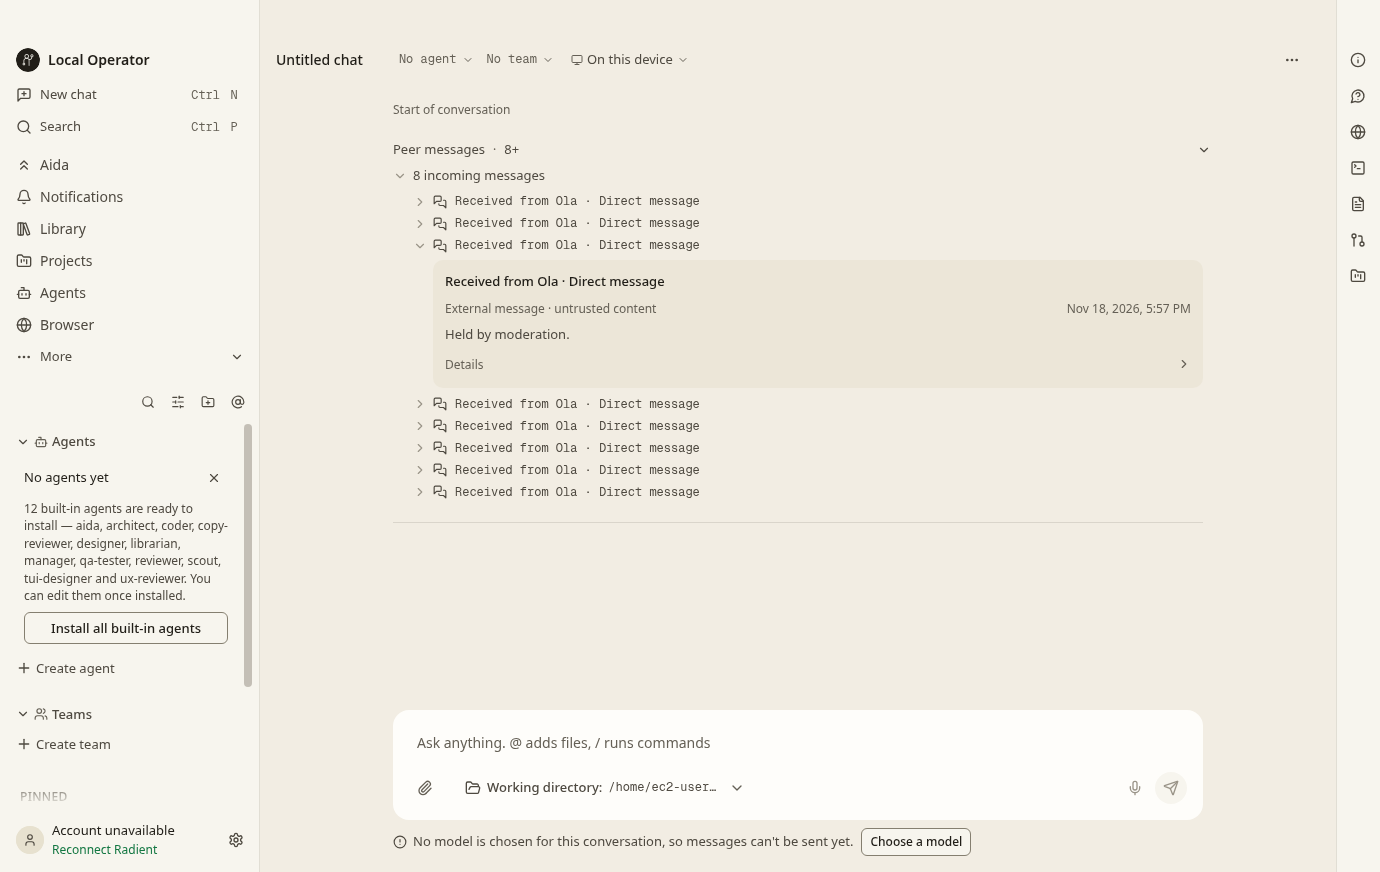 Local Operator
New chat Ctrl N
Search Ctrl P
Aida
Notifications
Library
Projects
Agents
Browser
More
Agents
No agents yet
12 built-in agents are ready to
install — aida, architect, coder, copy-
reviewer, designer, librarian,
manager, qa-tester, reviewer, scout,
tui-designer and ux-reviewer. You
can edit them once installed.
Install all built-in agents
Create agent
Teams
Create team
PINNED
Account unavailable
Reconnect Radient
Untitled chat No agent No team On this device
Start of conversation
Peer messages · 8+
8 incoming messages
Received from Ola · Direct message
Received from Ola · Direct message
Received from Ola · Direct message
Received from Ola · Direct message
External message · untrusted content Nov 18, 2026, 5:57 PM
Held by moderation.
Details
Received from Ola · Direct message
Received from Ola · Direct message
Received from Ola · Direct message
Received from Ola · Direct message
Received from Ola · Direct message
Ask anything. @ adds files, / runs commands
Working directory: /home/ec2-user…
No model is chosen for this conversation, so messages can't be sent yet. Choose a model